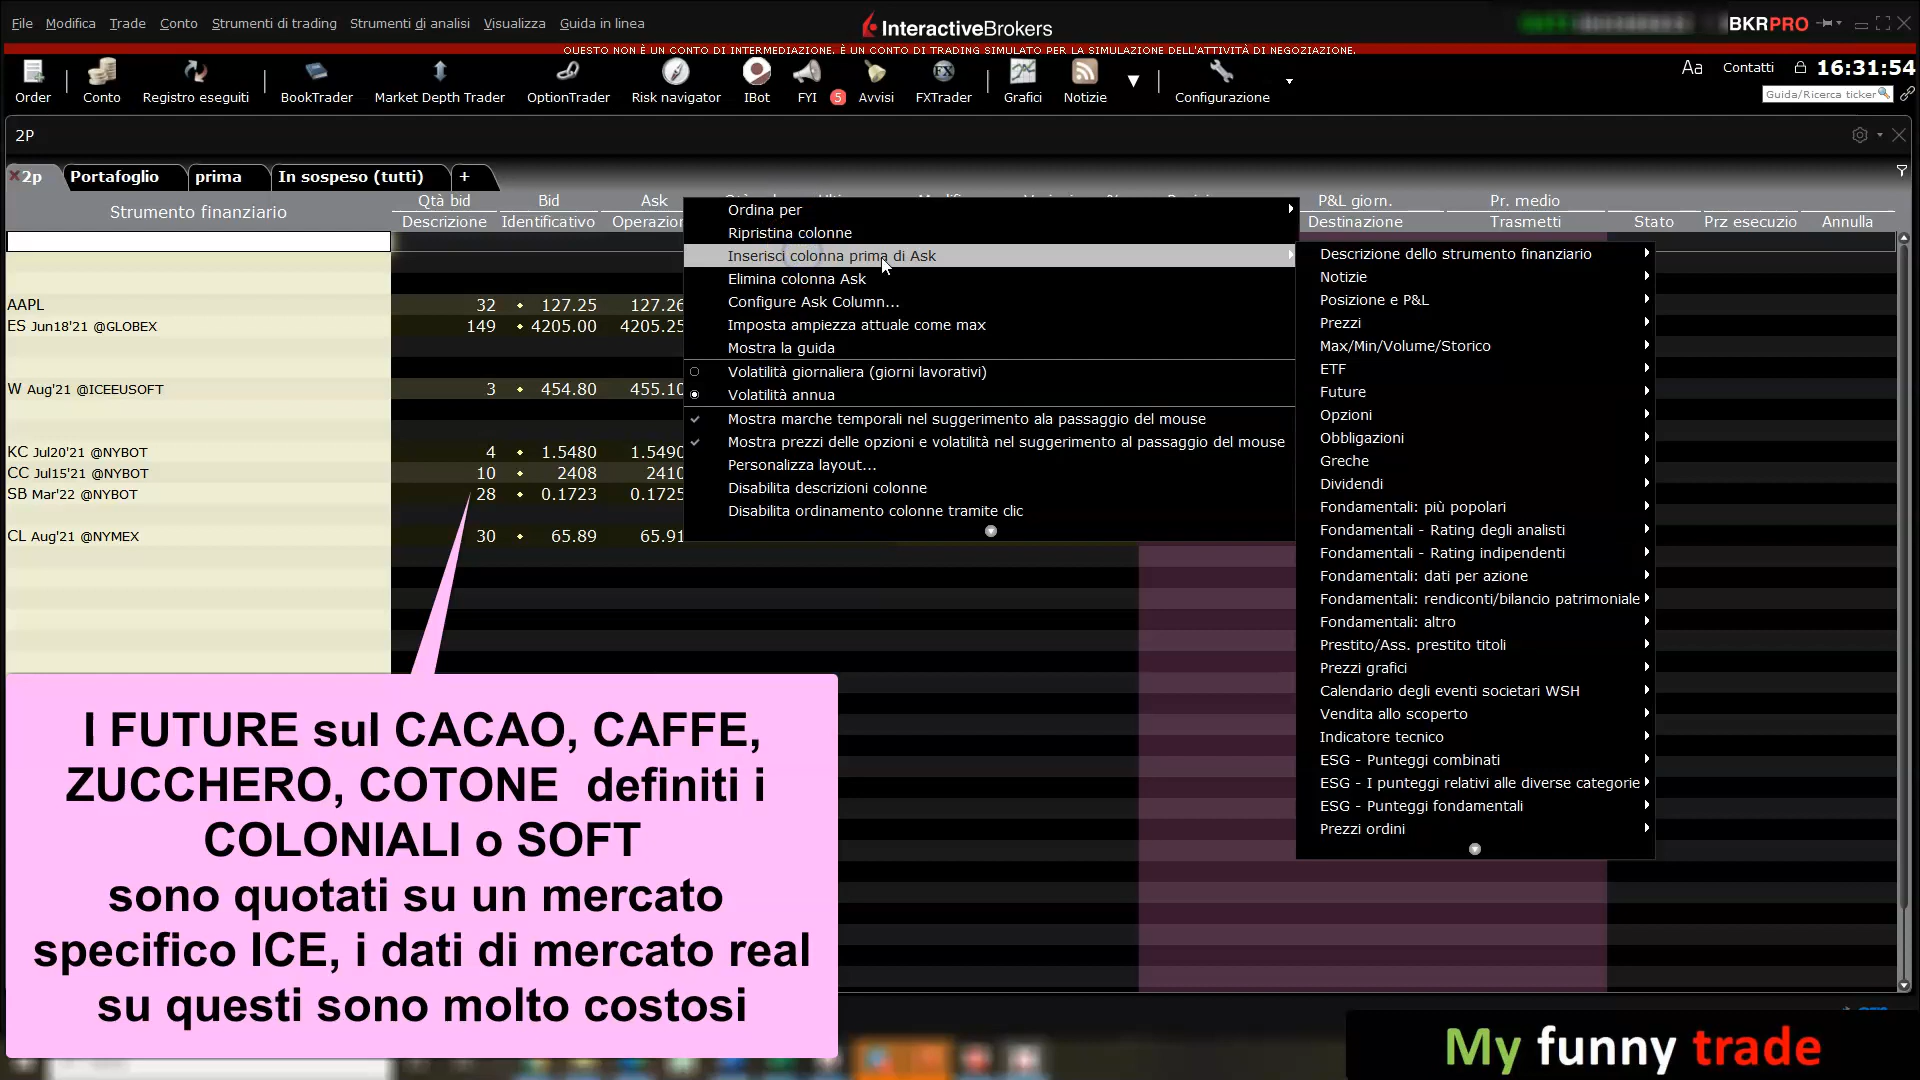 File Modifica Trade Conto Strumenti di trading Strumenti di analisi Visualizza Guida in linea
InteractiveBrokers
BKRPRO
QUESTO NON È UN CONTO DI INTERMEDIAZIONE. È UN CONTO DI TRADING SIMULATO PER LA SIMULAZIONE DELL'ATTIVITÀ DI NEGOZIAZIONE.
Order Conto Registro eseguiti BookTrader Market Depth Trader OptionTrader Risk navigator IBot FYI 5 Avvisi FXTrader Grafici Notizie Configurazione
Aa Contatti 16:31:54
Guida/Ricerca ticker
2P
2p Portafoglio prima In sospeso (tutti) +
Strumento finanziario
Qtà bid Bid Ask P&L giorn. Pr. medio
Descrizione Identificativo Operazio Destinazione Trasmetti Stato Prz esecuzio Annulla
AAPL 32 127.25 127.26
ES Jun18'21 @GLOBEX 149 4205.00 4205.25
W Aug'21 @ICEEUSOFT 3 454.80 455.10
KC Jul20'21 @NYBOT 4 1.5480 1.5490
CC Jul15'21 @NYBOT 10 2408 2410
SB Mar'22 @NYBOT 28 0.1723 0.1725
CL Aug'21 @NYMEX 30 65.89 65.91
Ordina per
Ripristina colonne
Inserisci colonna prima di Ask
Elimina colonna Ask
Configure Ask Column...
Imposta ampiezza attuale come max
Mostra la guida
Volatilità giornaliera (giorni lavorativi)
Volatilità annua
Mostra marche temporali nel suggerimento ala passaggio del mouse
Mostra prezzi delle opzioni e volatilità nel suggerimento al passaggio del mouse
Personalizza layout...
Disabilita descrizioni colonne
Disabilita ordinamento colonne tramite clic
Descrizione dello strumento finanziario
Notizie
Posizione e P&L
Prezzi
Max/Min/Volume/Storico
ETF
Future
Opzioni
Obbligazioni
Greche
Dividendi
Fondamentali: più popolari
Fondamentali - Rating degli analisti
Fondamentali - Rating indipendenti
Fondamentali: dati per azione
Fondamentali: rendiconti/bilancio patrimoniale
Fondamentali: altro
Prestito/Ass. prestito titoli
Prezzi grafici
Calendario degli eventi societari WSH
Vendita allo scoperto
Indicatore tecnico
ESG - Punteggi combinati
ESG - I punteggi relativi alle diverse categorie
ESG - Punteggi fondamentali
Prezzi ordini
I FUTURE sul CACAO, CAFFE,
ZUCCHERO, COTONE definiti i
COLONIALI o SOFT
sono quotati su un mercato
specifico ICE, i dati di mercato real
su questi sono molto costosi
My funny trade